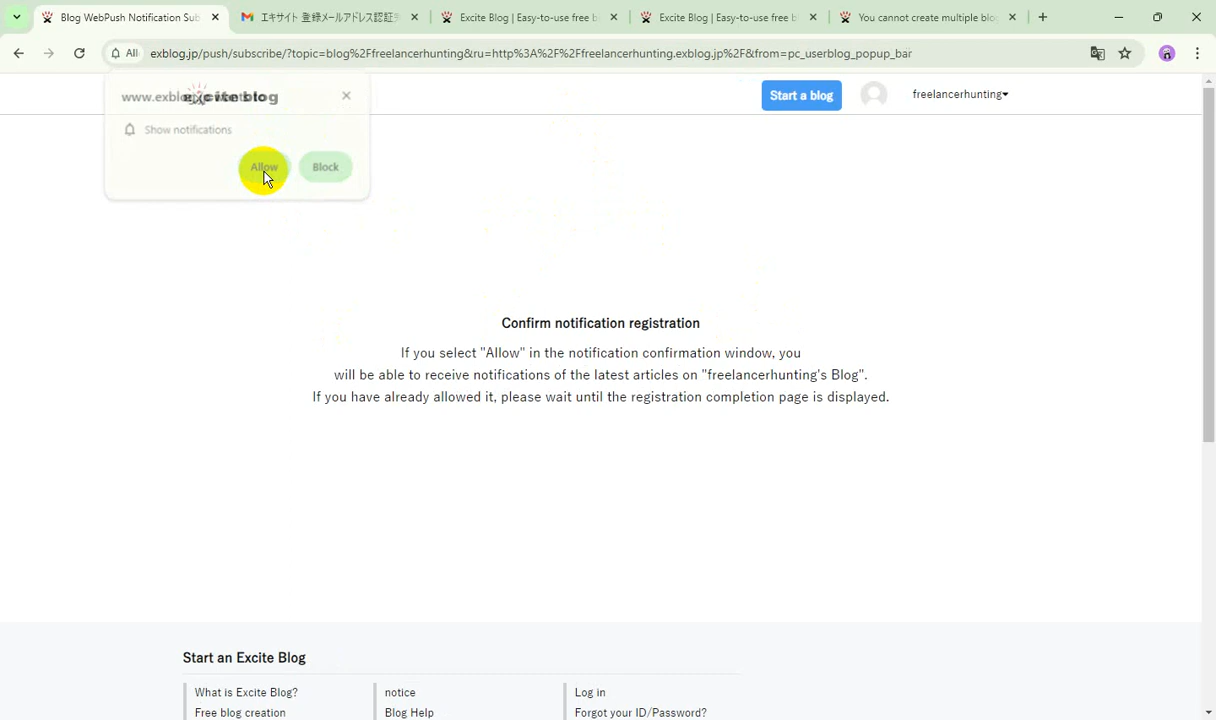 Blog WebPush Notification Sub
エキサイト 登録メールアドレス認証
Excite Blog | Easy-to-use free b
Excite Blog | Easy-to-use free b
You cannot create multiple blo
All
exblog.jp/push/subscribe/?topic=blog%2Ffreelancerhunting&ru=http%3A%2F%2Ffreelancerhunting.exblog.jp%2F&from=pc_userblog_popup_bar
excite blog
Start a blog
freelancerhunting
Show notifications
Allow
Block
Confirm notification registration
If you select "Allow" in the notification confirmation window, you
will be able to receive notifications of the latest articles on "freelancerhunting's Blog".
If you have already allowed it, please wait until the registration completion page is displayed.
Start an Excite Blog
What is Excite Blog?
notice
Log in
Free blog creation
Blog Help
Forgot your ID/Password?